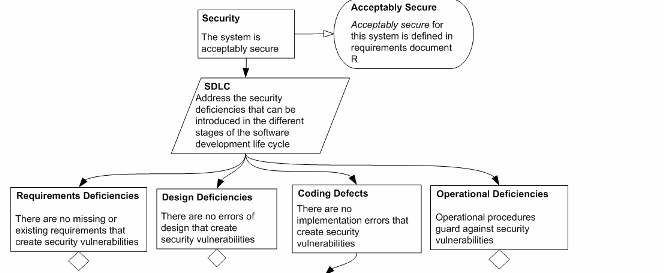 Security
The system is
acceptably secure
Acceptably Secure
Acceptably secure for
this system is defined in
requirements document
R
SDLC
Address the security
deficiencies that can be
introduced in the different
stages of the software
development life cycle
Requirements Deficiencies
There are no missing or
existing requirements that
create security vulnerabilities
Design Deficiencies
There are no errors of
design that create
security vulnerabilities
Coding Defects
There are no
implementation errors that
create security
vulnerabilities
Operational Deficiencies
Operational procedures
guard against security
vulnerabilities